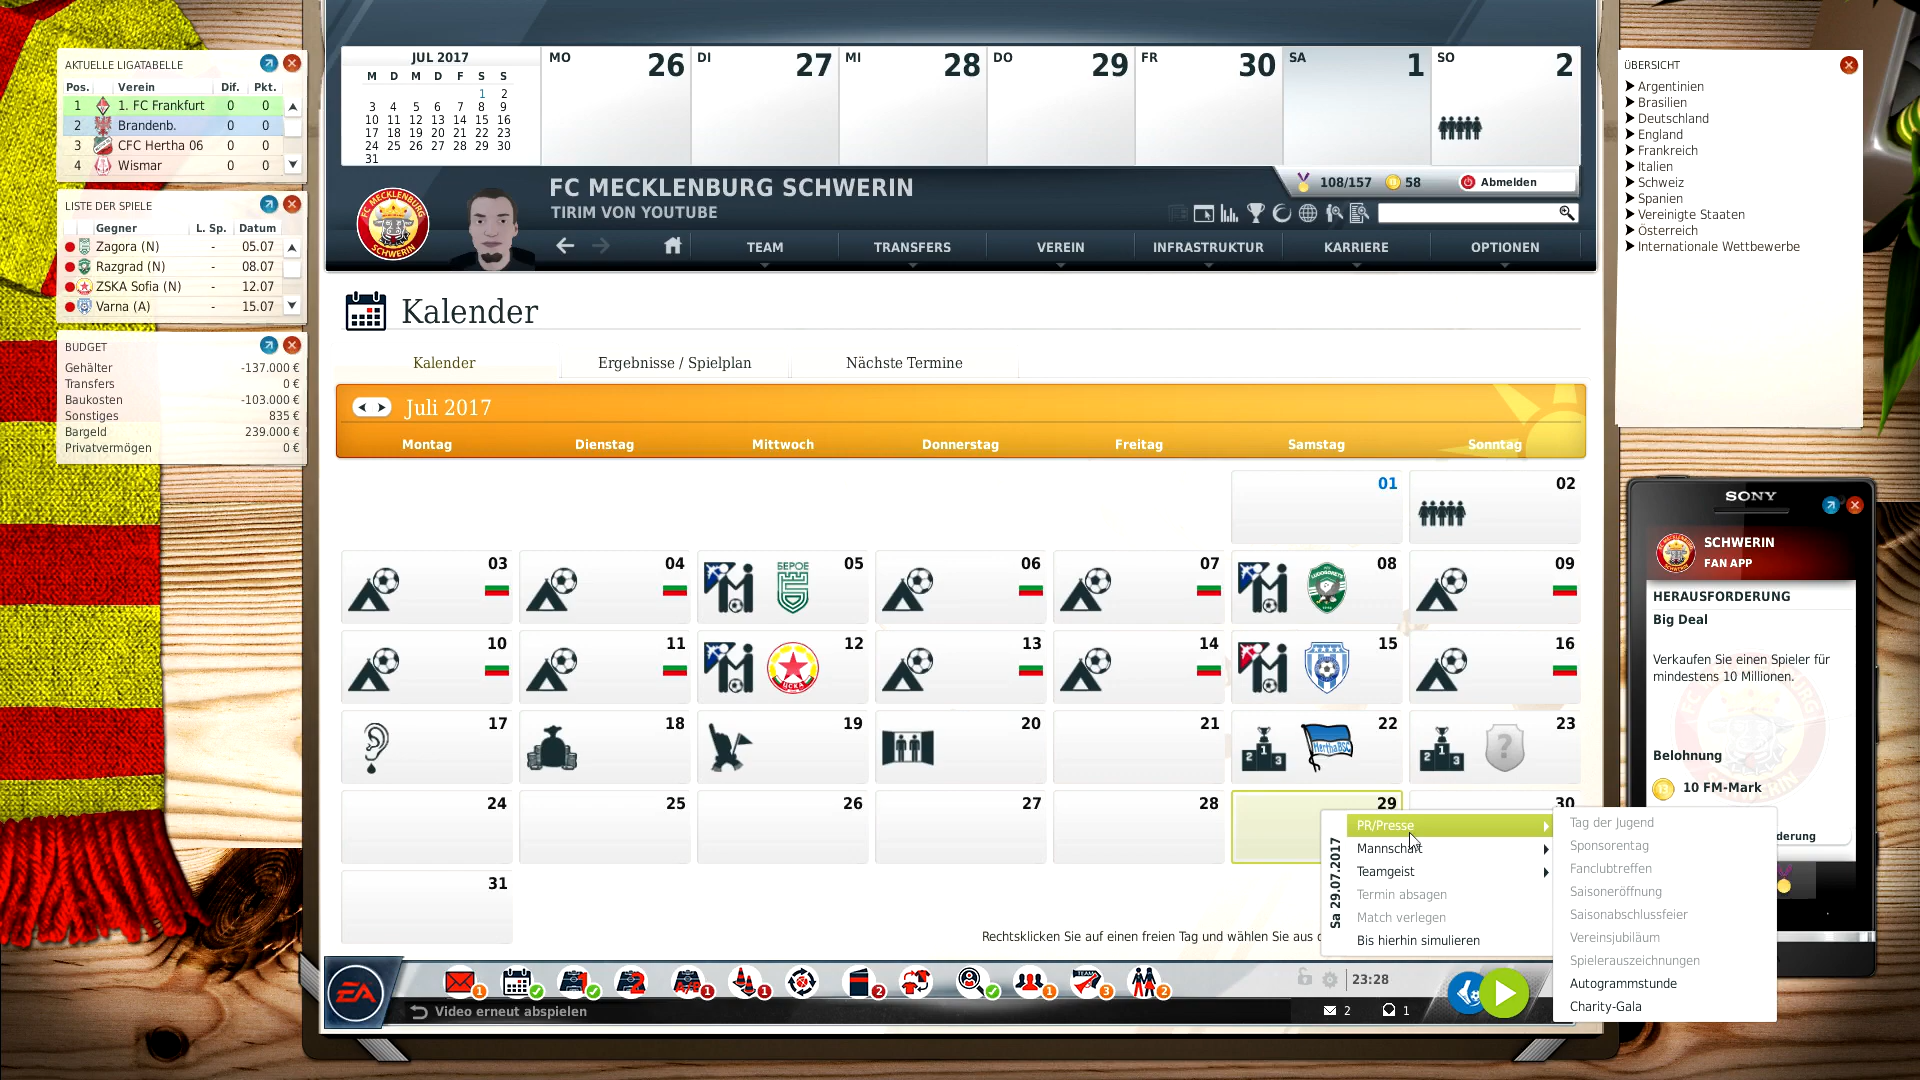 AKTUELLE LIGATABELLE
Pos. Verein Dif. Pkt.
1 1. FC Frankfurt 0 0
2 Brandenb. 0 0
3 CFC Hertha 06 0 0
4 Wismar 0 0
LISTE DER SPIELE
Gegner L. Sp. Datum
Zagora (N) - 05.07
Razgrad (N) - 08.07
ZSKA Sofia (N) - 12.07
Varna (A) - 15.07
BUDGET
Gehälter -137.000 €
Transfers 0 €
Baukosten -103.000 €
Sonstiges 835 €
Bargeld 239.000 €
Privatvermögen 0 €
JUL 2017
M D M D F S S
1 2
3 4 5 6 7 8 9
10 11 12 13 14 15 16
17 18 19 20 21 22 23
24 25 26 27 28 29 30
31
MO 26 DI 27 MI 28 DO 29 FR 30 SA 1 SO 2
FC MECKLENBURG SCHWERIN
TIRIM VON YOUTUBE
108/157 58 Abmelden
TEAM TRANSFERS VEREIN INFRASTRUKTUR KARRIERE OPTIONEN
Kalender
Kalender Ergebnisse / Spielplan Nächste Termine
Juli 2017
Montag Dienstag Mittwoch Donnerstag Freitag Samstag Sonntag
01 02
03 04 05 06 07 08 09
БЕРОЕ
10 11 12 13 14 15 16
17 18 19 20 21 22 23
Hertha BSC
24 25 26 27 28 29 30
31
Sa 29.07.2017
PR/Presse
Mannschaft
Teamgeist
Termin absagen
Match verlegen
Bis hierhin simulieren
Tag der Jugend
Sponsorentag
Fanclubtreffen
Saisoneröffnung
Saisonabschlussfeier
Vereinsjubiläum
Spielerauszeichnungen
Autogrammstunde
Charity-Gala
Rechtsklicken Sie auf einen freien Tag und wählen Sie aus
EA
1 1 1 2 1 3 2
23:28
Video erneut abspielen
2 1
ÜBERSICHT
Argentinien
Brasilien
Deutschland
England
Frankreich
Italien
Schweiz
Spanien
Vereinigte Staaten
Österreich
Internationale Wettbewerbe
SONY
SCHWERIN
FAN APP
HERAUSFORDERUNG
Big Deal
Verkaufen Sie einen Spieler für
mindestens 10 Millionen.
Belohnung
10 FM-Mark
derung